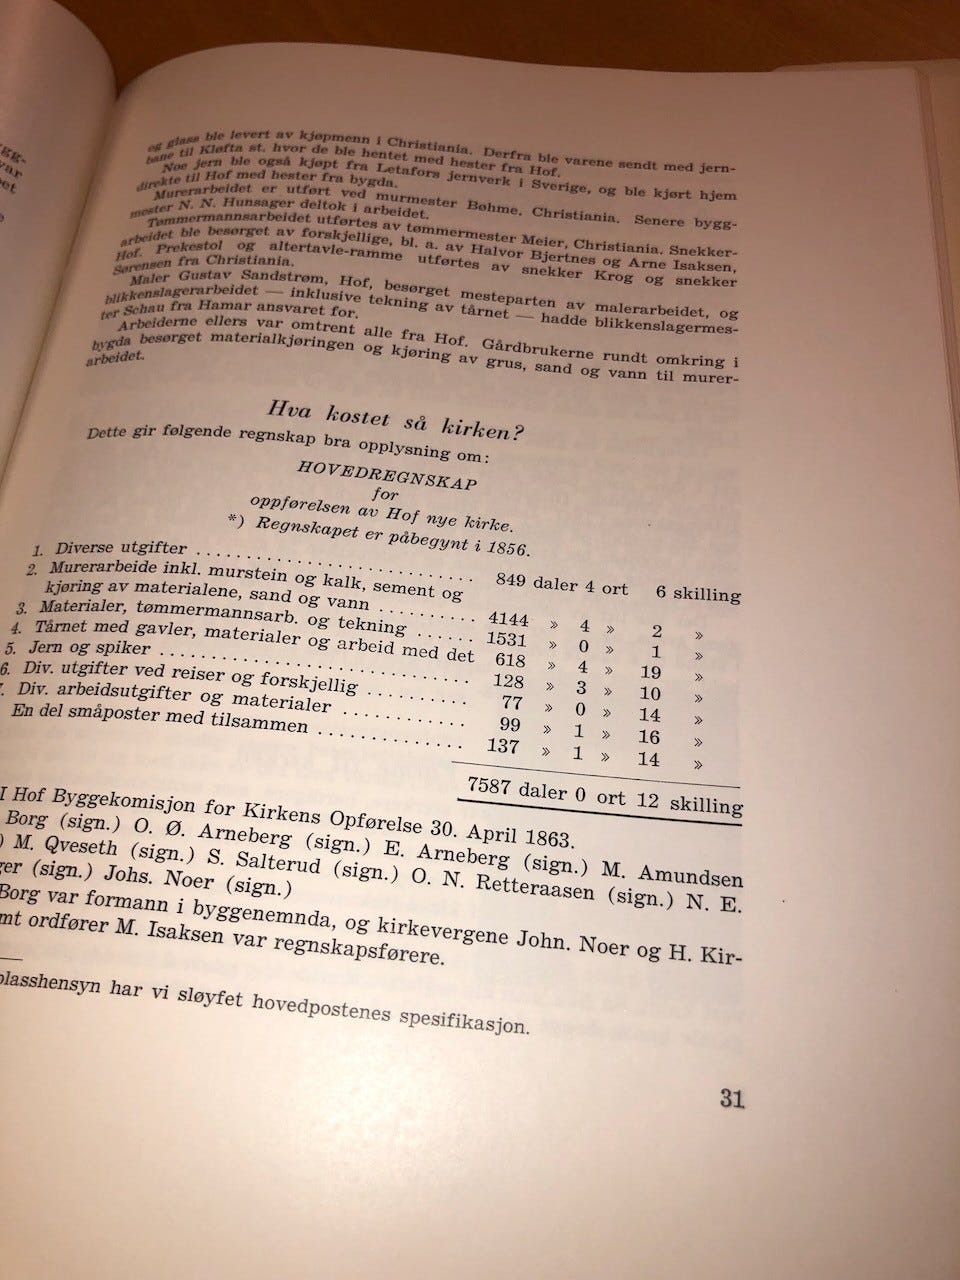 gg-
var
et
e
og glass ble levert av kjøpmenn i Christiania. Derfra ble varene sendt med jern-
bane til Kløfta st. hvor de ble hentet med hester fra Hof.
Noe jern ble også kjøpt fra Letafors jernverk i Sverige, og ble kjørt hjem
direkte til Hof med hester fra bygda.
Murerarbeidet er utført ved murmester Bøhme, Christiania. Senere bygg-
mester N. N. Hunsager deltok i arbeidet.
Tømmermannsarbeidet utførtes av tømmermester Meier, Christiania. Snekker-
arbeidet ble besørget av forskjellige, bl. a. av Halvor Bjertnes og Arne Isaksen,
Hof. Prekestol og altertavle-ramme utførtes av snekker Krog og snekker
Sørensen fra Christiania.
Maler Gustav Sandstrøm, Hof, besørget mesteparten av malerarbeidet, og
blikkenslagerarbeidet — inklusive tekning av tårnet — hadde blikkenslagermes-
ter Schau fra Hamar ansvaret for.
Arbeiderne ellers var omtrent alle fra Hof. Gårdbrukerne rundt omkring i
bygda besørget materialkjøringen og kjøring av grus, sand og vann til murer-
arbeidet.
Hva kostet så kirken?
Dette gir følgende regnskap bra opplysning om:
HOVEDREGNSKAP
for
oppførelsen av Hof nye kirke.
*) Regnskapet er påbegynt i 1856.
1. Diverse utgifter ............................ 849 daler 4 ort 6 skilling
2. Murerarbeide inkl. murstein og kalk, sement og
kjøring av materialene, sand og vann .......... 4144 » 4 » 2 »
3. Materialer, tømmermannsarb. og tekning ...... 1531 » 0 » 1 »
4. Tårnet med gavler, materialer og arbeid med det 618 » 4 » 19 »
5. Jern og spiker ............................... 128 » 3 » 10 »
6. Div. utgifter ved reiser og forskjellig .......... 77 » 0 » 14 »
7. Div. arbeidsutgifter og materialer ............ 99 » 1 » 16 »
En del småposter med tilsammen .............. 137 » 1 » 14 »
7587 daler 0 ort 12 skilling
I Hof Byggekomisjon for Kirkens Opførelse 30. April 1863.
Borg (sign.) O. Ø. Arneberg (sign.) E. Arneberg (sign.) M. Amundsen
) M. Qveseth (sign.) S. Salterud (sign.) O. N. Retteraasen (sign.) N. E.
ger (sign.) Johs. Noer (sign.)
Borg var formann i byggenemnda, og kirkevergene John. Noer og H. Kir-
mt ordfører M. Isaksen var regnskapsførere.
plasshensyn har vi sløyfet hovedpostenes spesifikasjon.
31